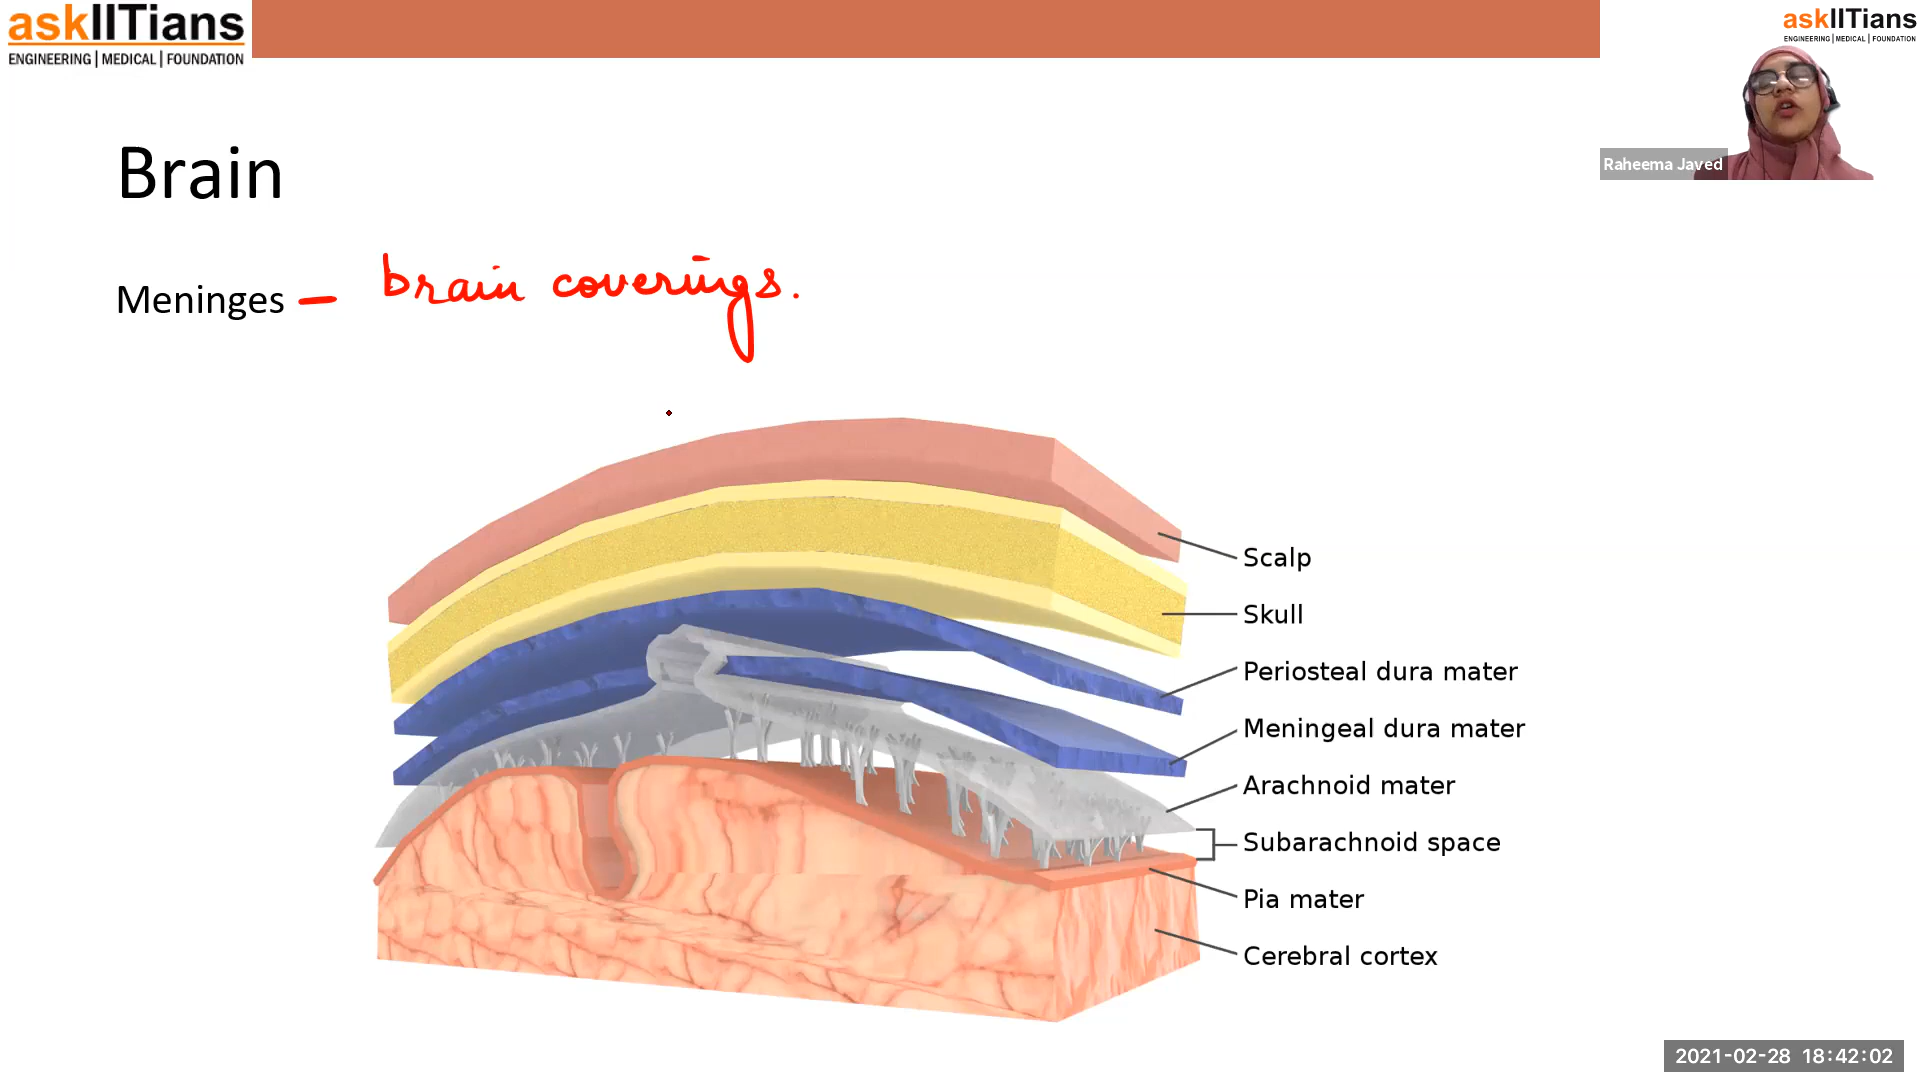 askIITians
ENGINEERING | MEDICAL | FOUNDATION
askIITians
ENGINEERING | MEDICAL | FOUNDATION
Raheema Javed
Brain
Meninges – brain coverings.
Scalp
Skull
Periosteal dura mater
Meningeal dura mater
Arachnoid mater
Subarachnoid space
Pia mater
Cerebral cortex
2021-02-28 18:42:02